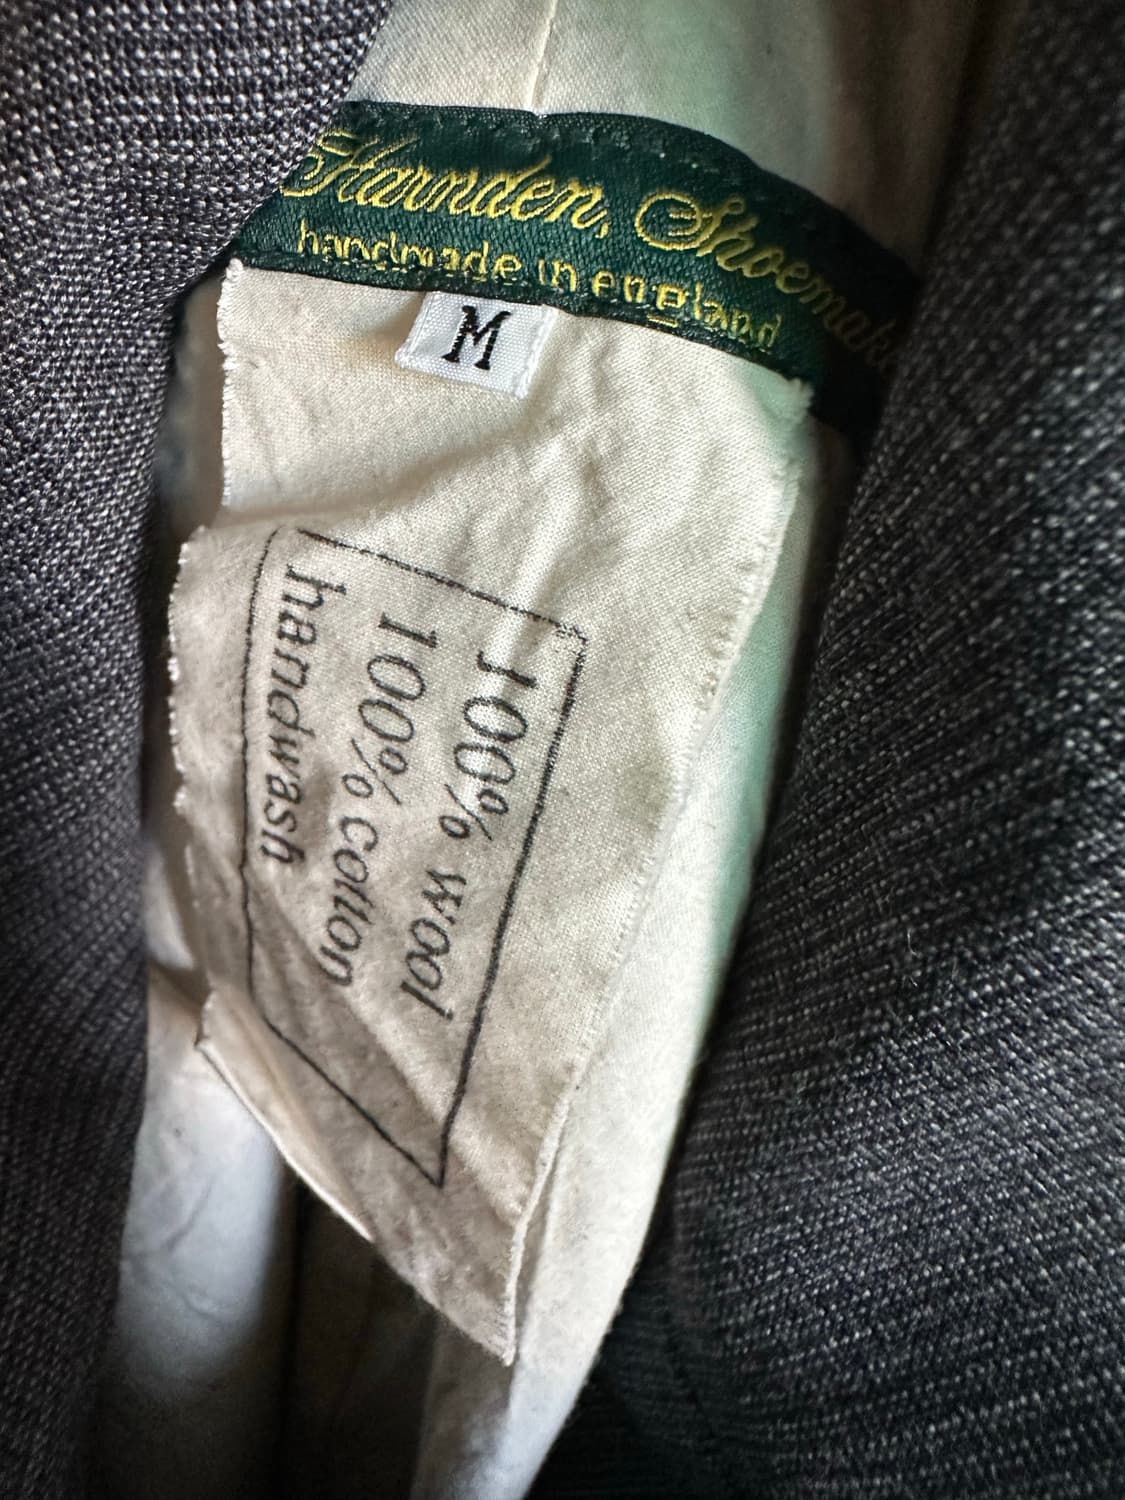 Harnden, Shoemak
handmade in england
M
100% wool
100% cotton
handwash